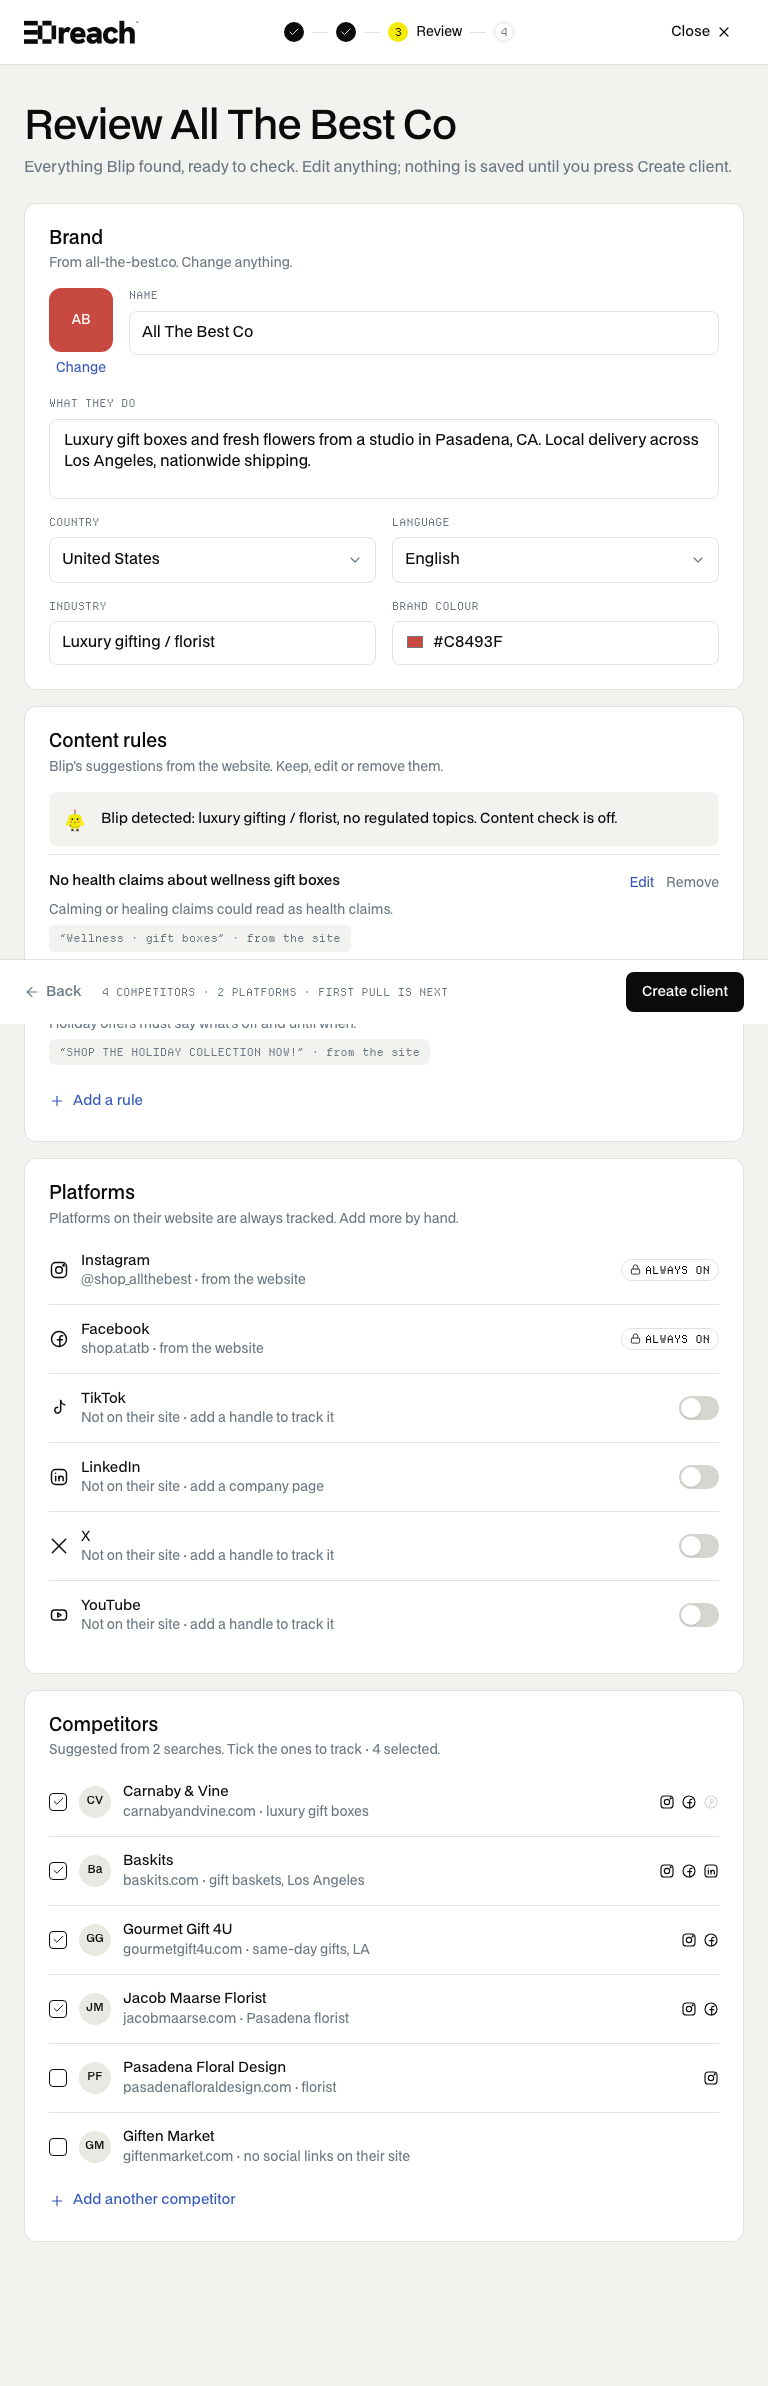 reach
3 Review 4
Close
Review All The Best Co
Everything Blip found, ready to check. Edit anything; nothing is saved until you press Create client.
Brand
From all-the-best.co. Change anything.
AB
Change
NAME
All The Best Co
WHAT THEY DO
Luxury gift boxes and fresh flowers from a studio in Pasadena, CA. Local delivery across
Los Angeles, nationwide shipping.
COUNTRY
United States
LANGUAGE
English
INDUSTRY
Luxury gifting / florist
BRAND COLOUR
#C8493F
Content rules
Blip's suggestions from the website. Keep, edit or remove them.
Blip detected: luxury gifting / florist, no regulated topics. Content check is off.
No health claims about wellness gift boxes
Edit Remove
Calming or healing claims could read as health claims.
“Wellness · gift boxes” · from the site
Back
4 COMPETITORS · 2 PLATFORMS · FIRST PULL IS NEXT
Create client
Holiday offers must say what's off and until when.
“SHOP THE HOLIDAY COLLECTION NOW!” · from the site
+ Add a rule
Platforms
Platforms on their website are always tracked. Add more by hand.
Instagram
@shop_allthebest · from the website
ALWAYS ON
Facebook
shop.at.atb · from the website
ALWAYS ON
TikTok
Not on their site · add a handle to track it
LinkedIn
Not on their site · add a company page
X
Not on their site · add a handle to track it
YouTube
Not on their site · add a handle to track it
Competitors
Suggested from 2 searches. Tick the ones to track · 4 selected.
CV
Carnaby & Vine
carnabyandvine.com · luxury gift boxes
Ba
Baskits
baskits.com · gift baskets, Los Angeles
GG
Gourmet Gift 4U
gourmetgift4u.com · same-day gifts, LA
JM
Jacob Maarse Florist
jacobmaarse.com · Pasadena florist
PF
Pasadena Floral Design
pasadenafloraldesign.com · florist
GM
Giften Market
giftenmarket.com · no social links on their site
+ Add another competitor